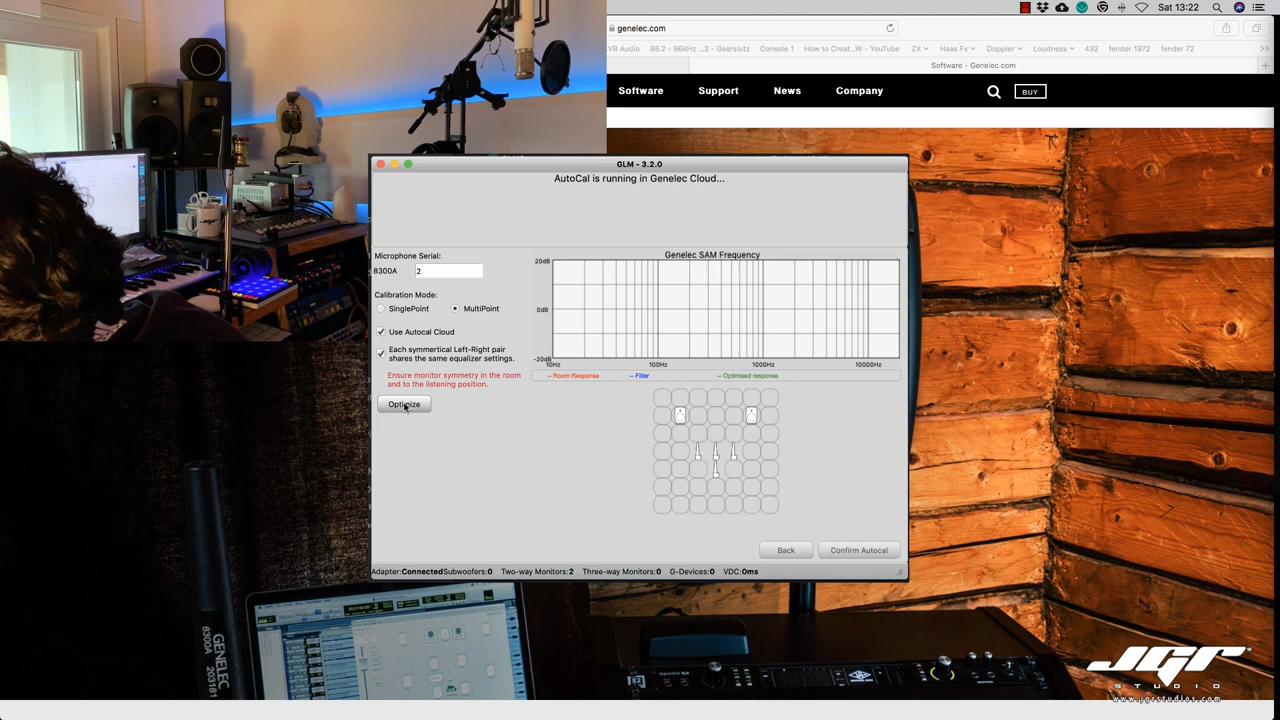 Sat 13:22
genelec.com
VR Audio 88.2 - 96kHz ...2 - Gearslutz Console 1 How to Creat...W - YouTube ZX Haas Fx Doppler Loudness 432 fender 1972 fender 72
Software - Genelec.com
Software Support News Company BUY
GLM - 3.2.0
AutoCal is running in Genelec Cloud...
Microphone Serial:
8300A 2
Calibration Mode:
SinglePoint MultiPoint
Use Autocal Cloud
Each symmertical Left-Right pair
shares the same equalizer settings.
Ensure monitor symmetry in the room
and to the listening position.
Optimize
Genelec SAM Frequency
20dB
0dB
-20dB
10Hz 100Hz 1000Hz 10000Hz
– Room Response – Filter – Optimised response
Back Confirm Autocal
Adapter:Connected Subwoofers:0 Two-way Monitors:2 Three-way Monitors:0 G-Devices:0 VDC:0ms
GENELEC
8300A 203181
JGR
STUDIO
www.jgrstudios.com